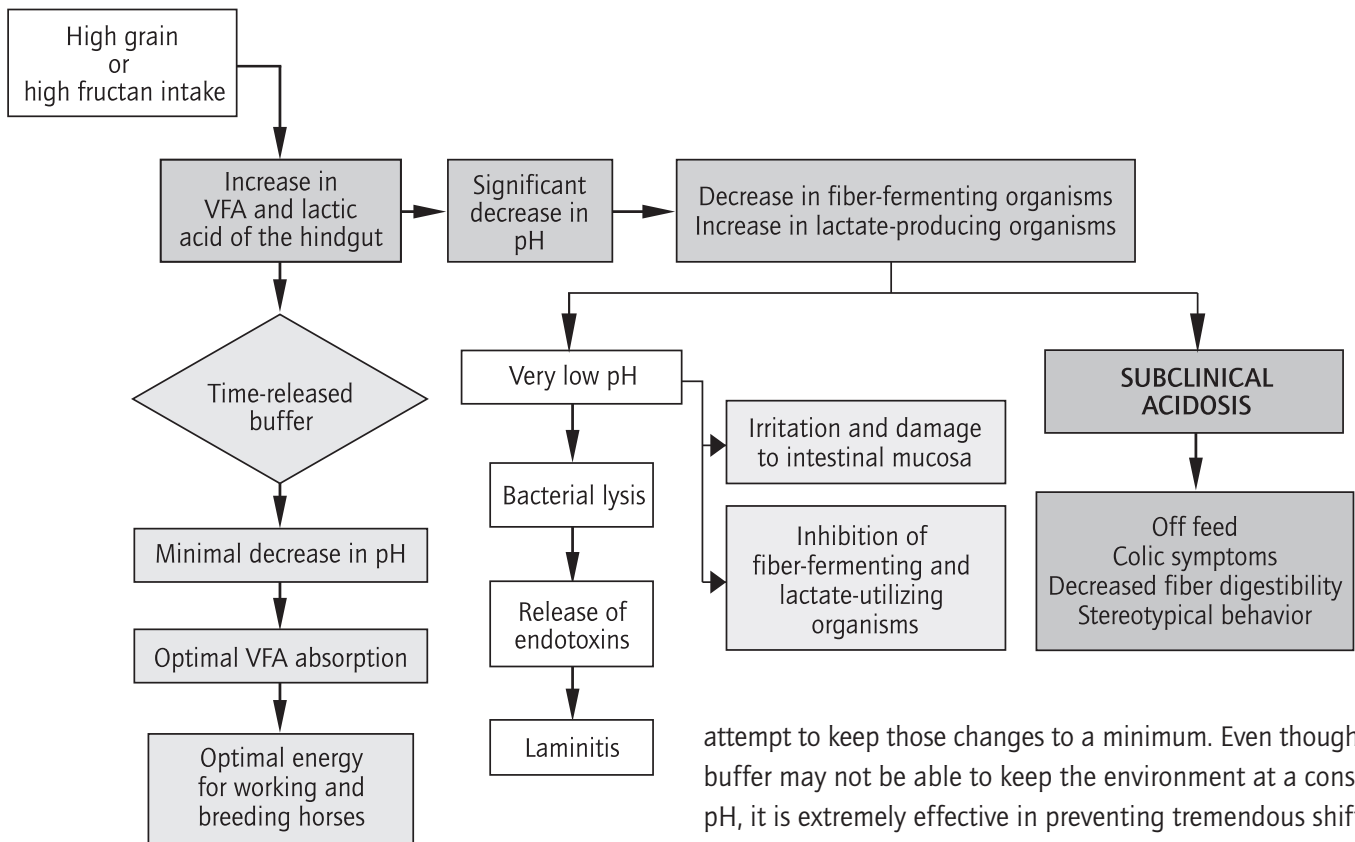 High grain
or
high fructan intake
Increase in
VFA and lactic
acid of the hindgut
Significant
decrease in
pH
Decrease in fiber-fermenting organisms
Increase in lactate-producing organisms
Time-released
buffer
Minimal decrease in pH
Optimal VFA absorption
Optimal energy
for working and
breeding horses
Very low pH
Bacterial lysis
Release of
endotoxins
Laminitis
Irritation and damage
to intestinal mucosa
Inhibition of
fiber-fermenting and
lactate-utilizing
organisms
SUBCLINICAL
ACIDOSIS
Off feed
Colic symptoms
Decreased fiber digestibility
Stereotypical behavior
attempt to keep those changes to a minimum. Even though
buffer may not be able to keep the environment at a cons
pH, it is extremely effective in preventing tremendous shif